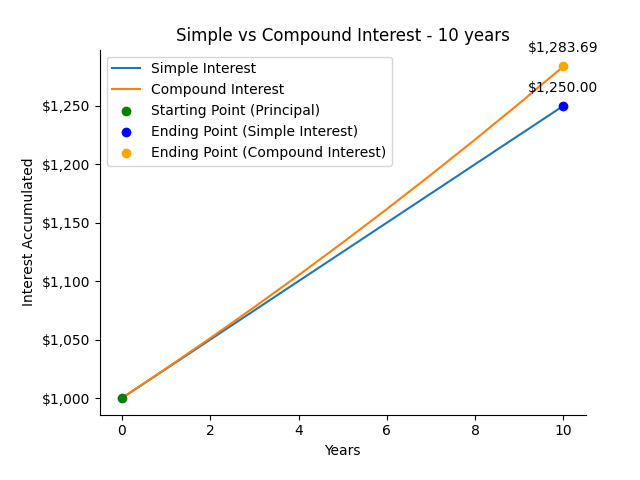 Simple vs Compound Interest - 10 years
$1,283.69
$1,250.00
Simple Interest
Compound Interest
Starting Point (Principal)
Ending Point (Simple Interest)
Ending Point (Compound Interest)
Interest Accumulated
$1,250
$1,200
$1,150
$1,100
$1,050
$1,000
0 2 4 6 8 10
Years